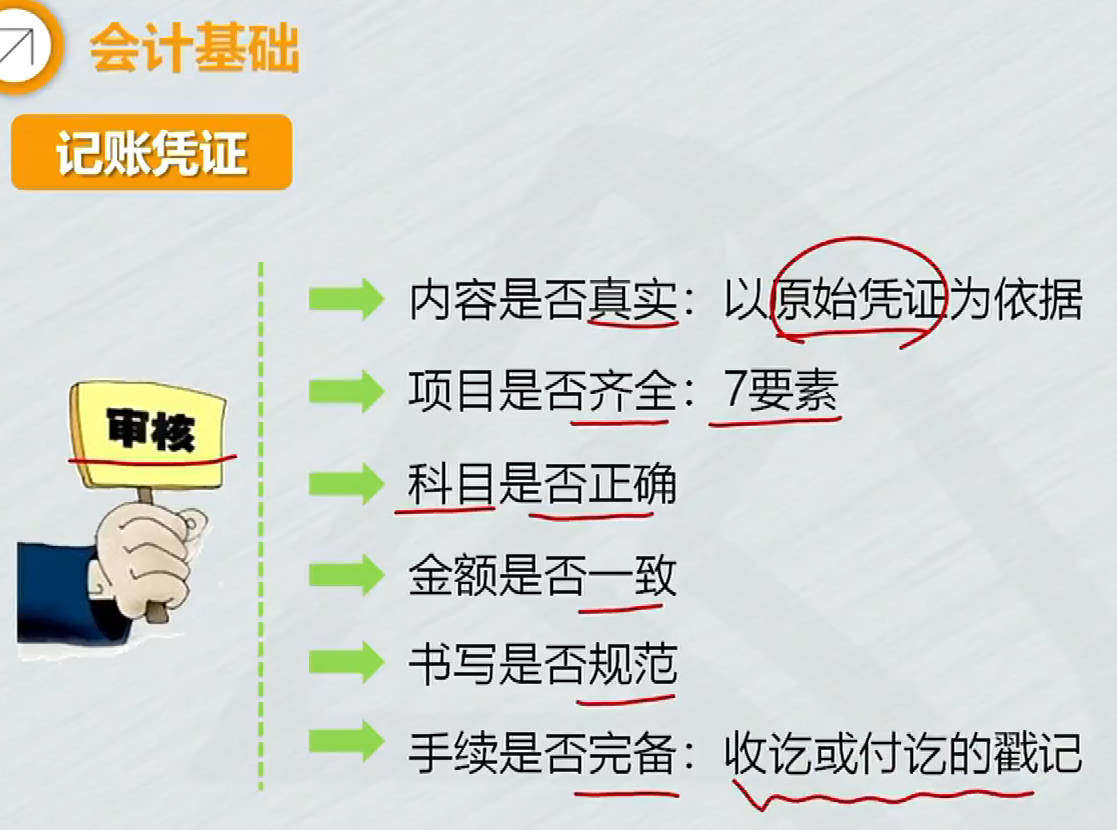 会计基础
记账凭证
审核
内容是否真实：以原始凭证为依据
项目是否齐全：7要素
科目是否正确
金额是否一致
书写是否规范
手续是否完备：收讫或付讫的戳记